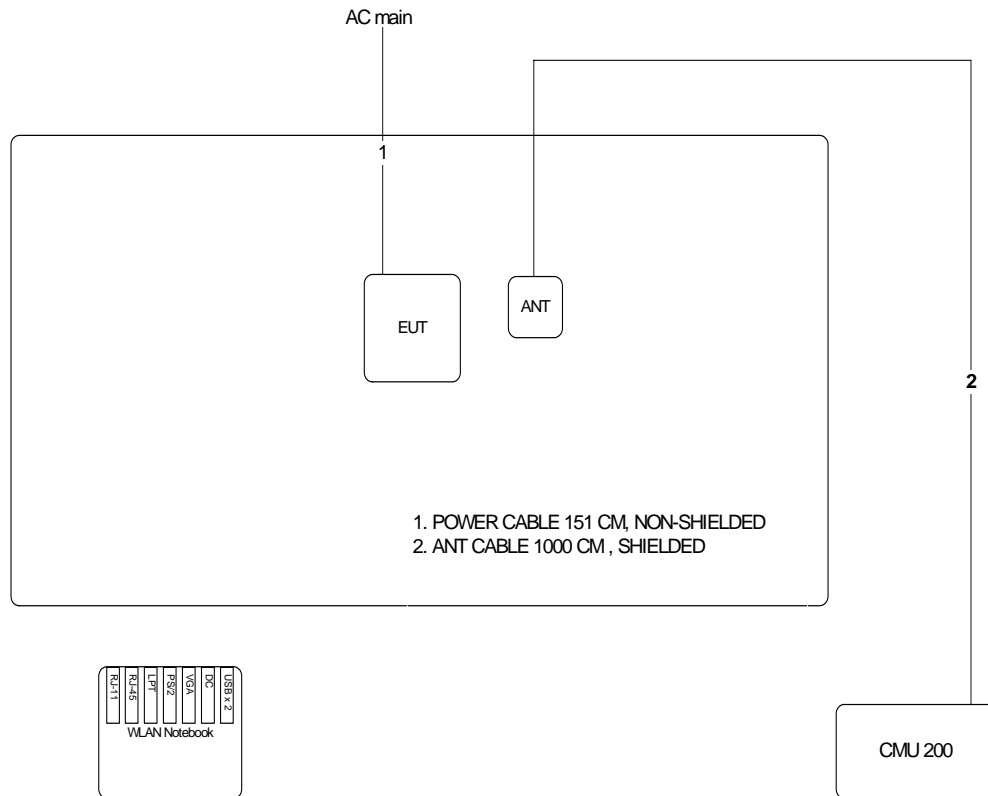 AC main
1
EUT
ANT
2
1. POWER CABLE 151 CM, NON-SHIELDED
2. ANT CABLE 1000 CM , SHIELDED
RJ-11
RJ-45
LPT
PS/2
VGA
DC
USB x 2
WLAN Notebook
CMU 200